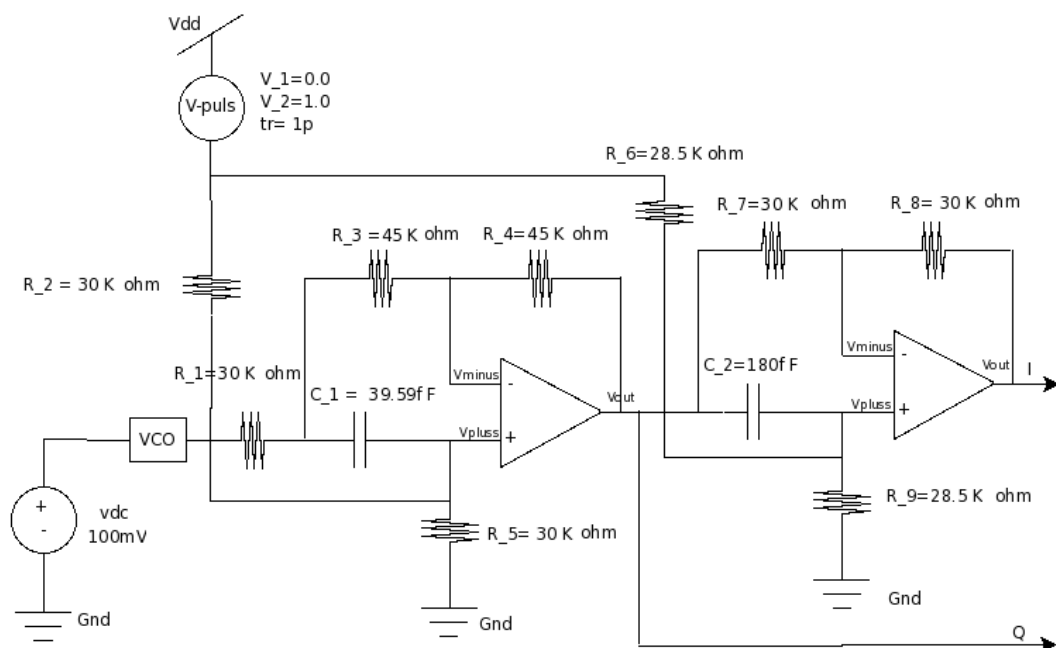 Vdd
V-puls
V_1=0.0
V_2=1.0
tr= 1p
R_6=28.5 K ohm
R_7=30 K ohm
R_8= 30 K ohm
R_3 =45 K ohm
R_4=45 K ohm
R_2 = 30 K ohm
R_1=30 K ohm
C_1 = 39.59f F
Vminus
-
Vout
Vpluss
+
C_2=180f F
Vminus
-
Vout
I
Vpluss
+
VCO
+
-
vdc
100mV
R_5= 30 K ohm
R_9=28.5 K ohm
Gnd
Gnd
Gnd
Q